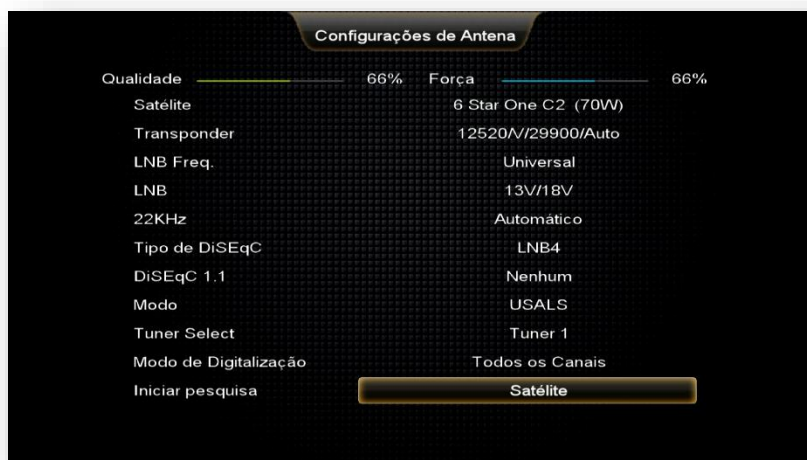 Configurações de Antena
Qualidade 66% Força 66%
Satélite 6 Star One C2 (70W)
Transponder 12520/V/29900/Auto
LNB Freq. Universal
LNB 13V/18V
22KHz Automático
Tipo de DiSEqC LNB4
DiSEqC 1.1 Nenhum
Modo USALS
Tuner Select Tuner 1
Modo de Digitalização Todos os Canais
Iniciar pesquisa Satélite